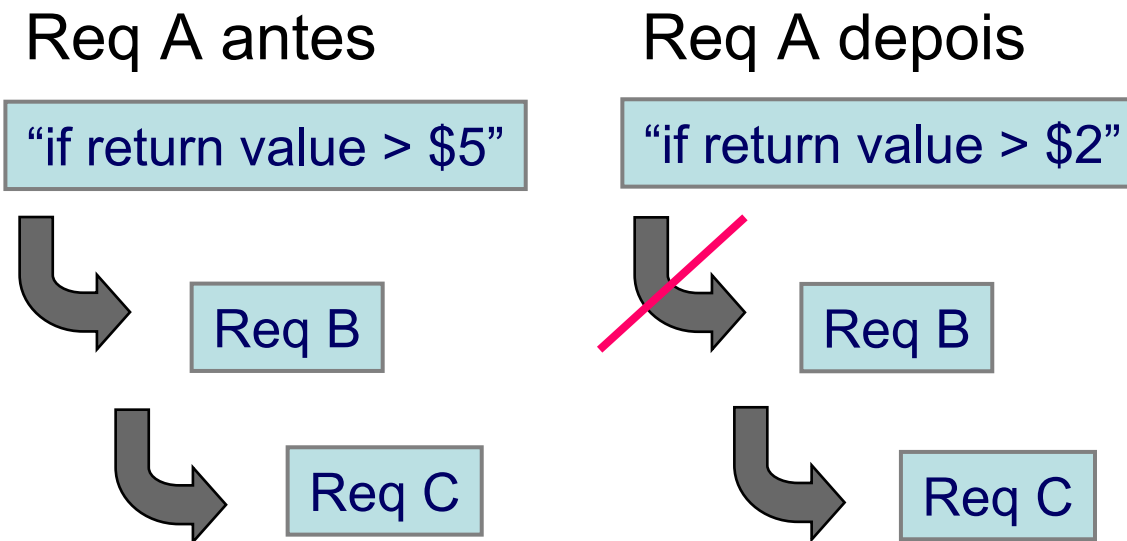 Req A antes
“if return value > $5”
Req B
Req C
Req A depois
“if return value > $2”
Req B
Req C